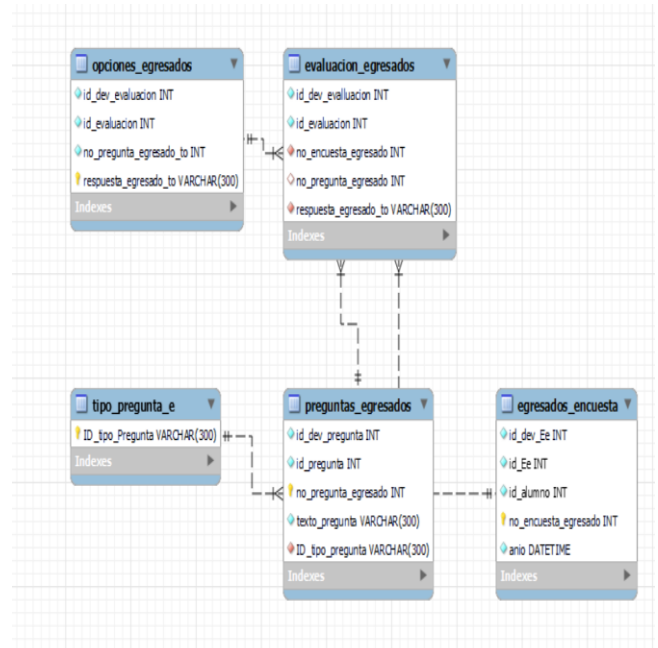 opciones_egresados
id_dev_evaluacion INT
id_evaluacion INT
no_pregunta_egresado_to INT
respuesta_egresado_to VARCHAR(300)
Indexes
evaluacion_egresados
id_dev_evalluacion INT
id_evaluacion INT
no_encuesta_egresado INT
no_pregunta_egresado INT
respuesta_egresado_to VARCHAR(300)
Indexes
tipo_pregunta_e
ID_tipo_Pregunta VARCHAR(300)
Indexes
preguntas_egresados
id_dev_pregunta INT
id_pregunta INT
no_pregunta_egresado INT
texto_pregunta VARCHAR(300)
ID_tipo_pregunta VARCHAR(300)
Indexes
egresados_encuesta
id_dev_Ee INT
id_Ee INT
id_alumno INT
no_encuesta_egresado INT
anio DATETIME
Indexes